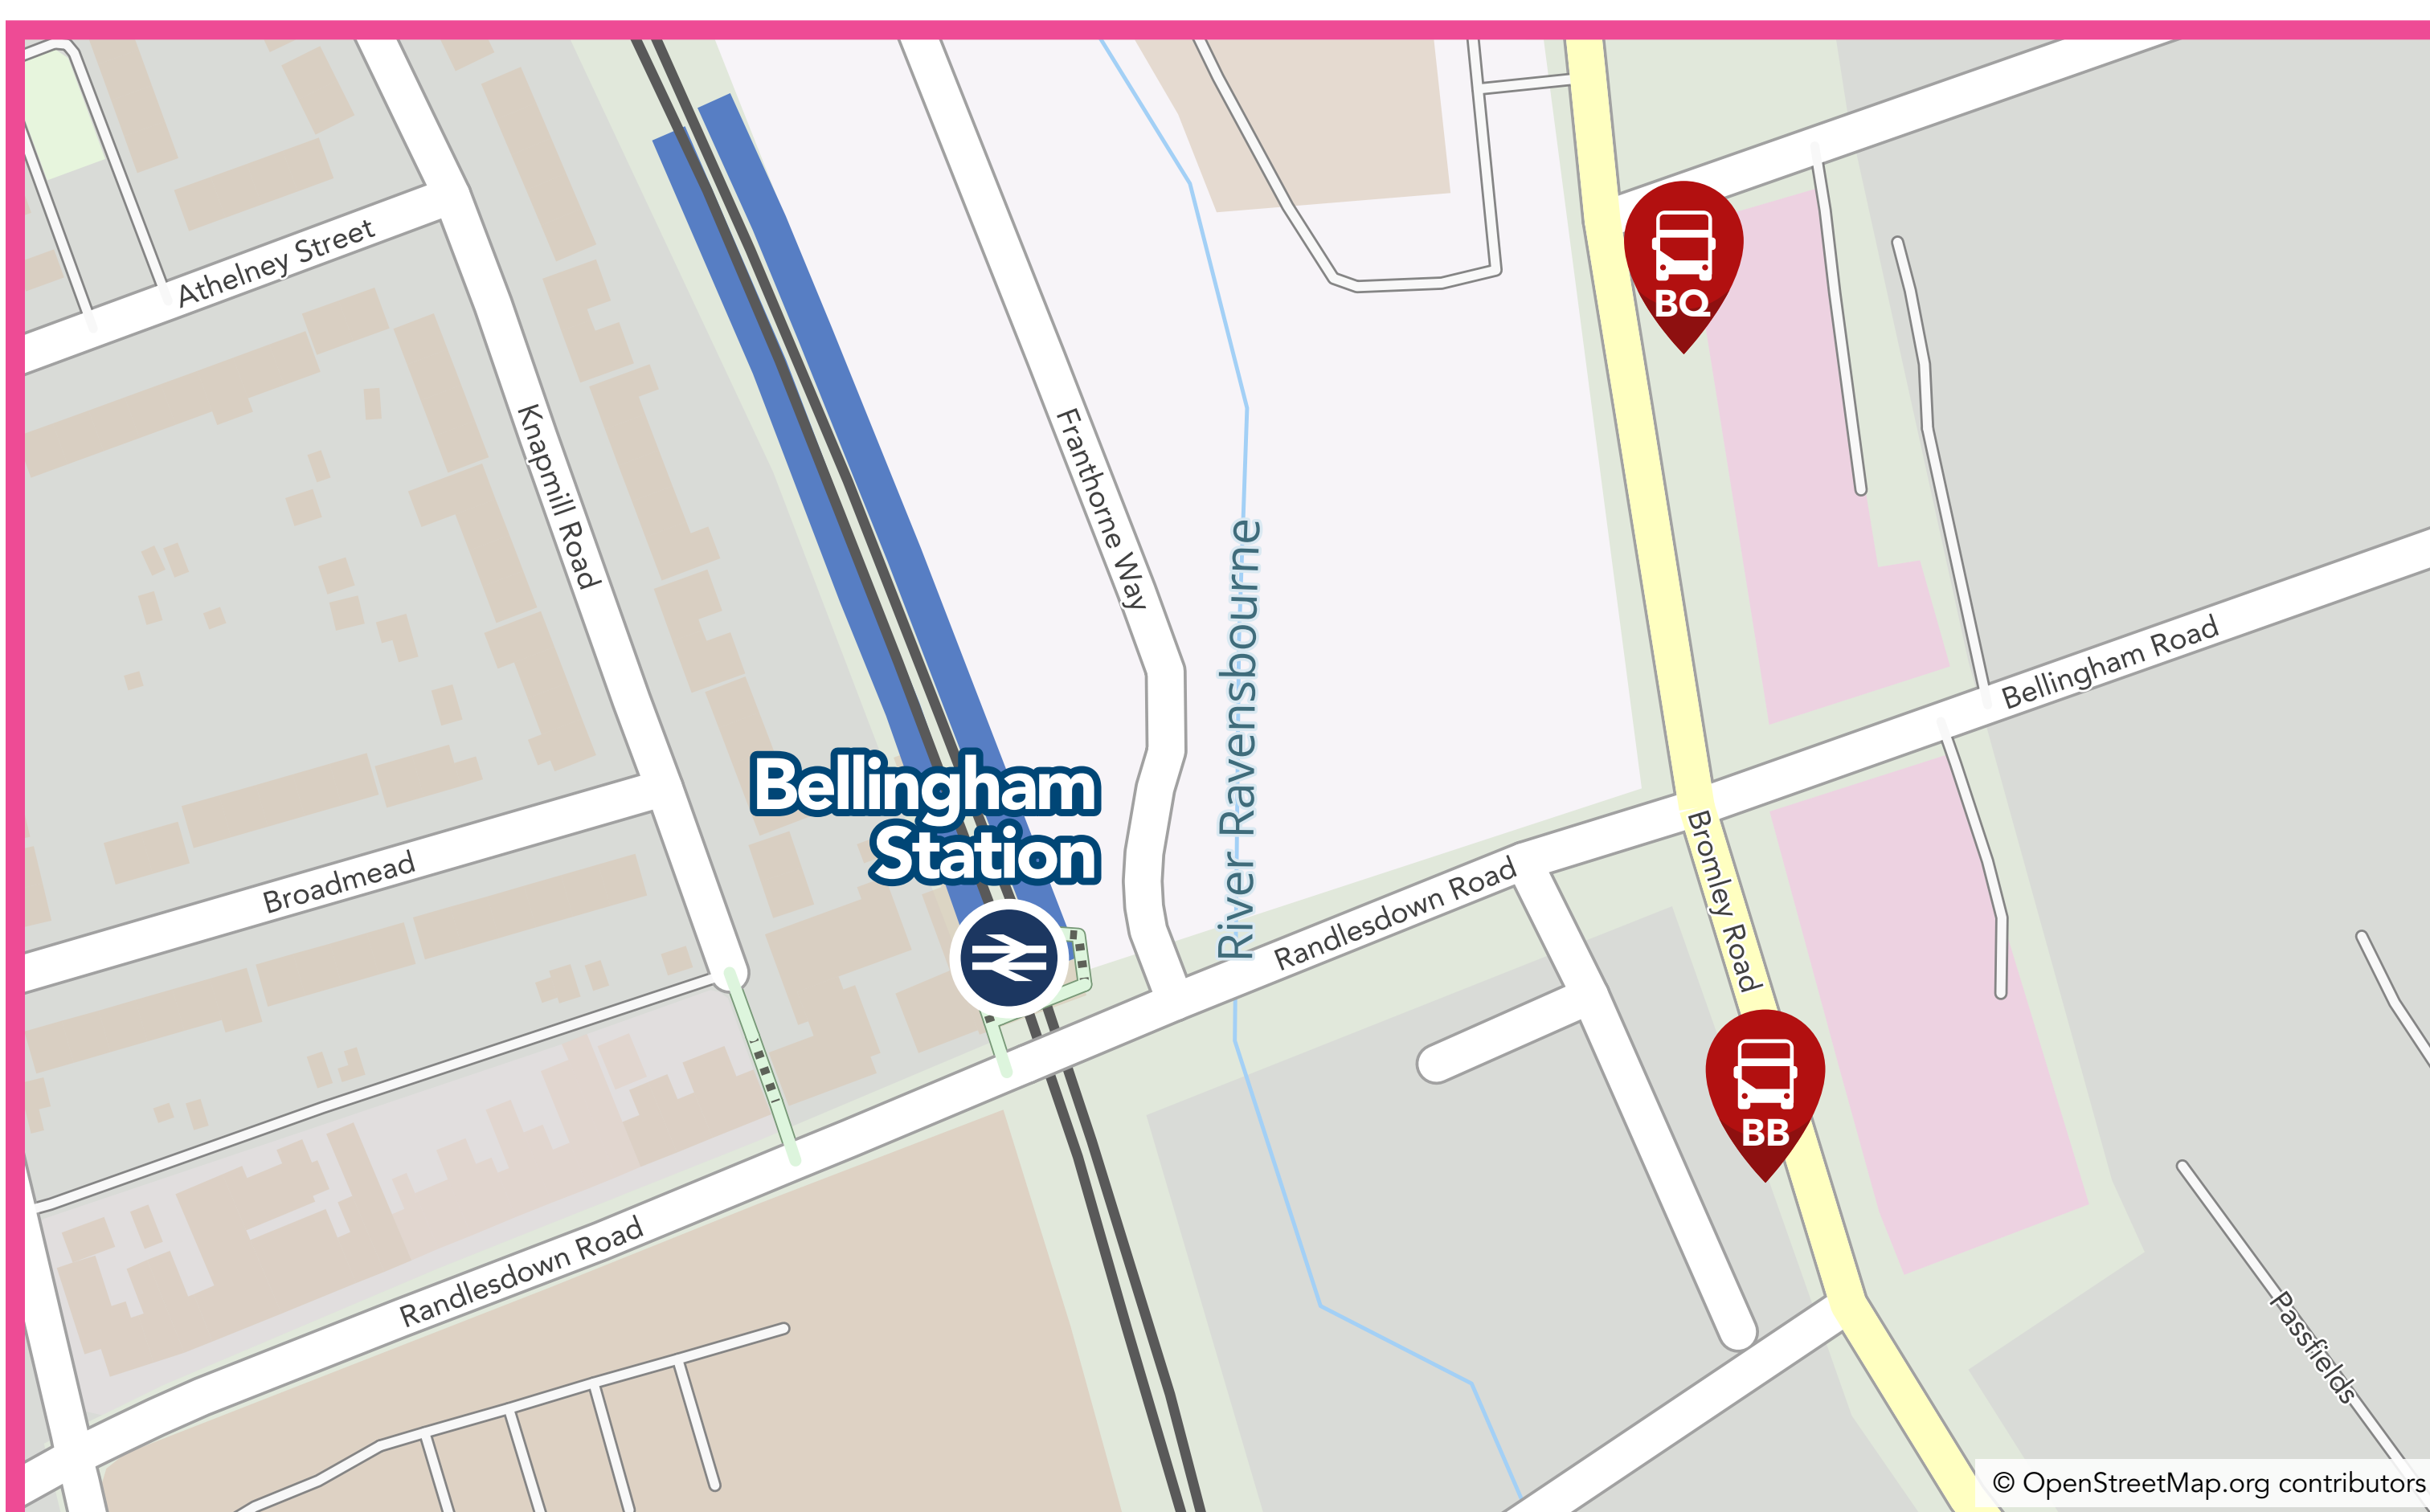 Athelney Street
BQ
Knapmill Road
Franthorne Way
River Ravensbourne
Bellingham Road
Bellingham
Station
Broadmead
Randlesdown Road
Bromley Road
BB
Randlesdown Road
Passfields
© OpenStreetMap.org contributors